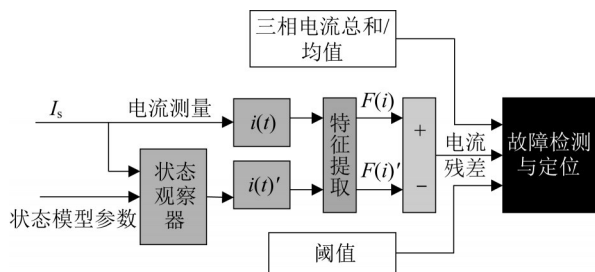 三相电流总和/
均值
I_s
电流测量
i(t)
特征提取
F(i)
+
电流
残差
故障检测
与定位
状态
观察
器
i(t)′
F(i)′
−
状态模型参数
阈值